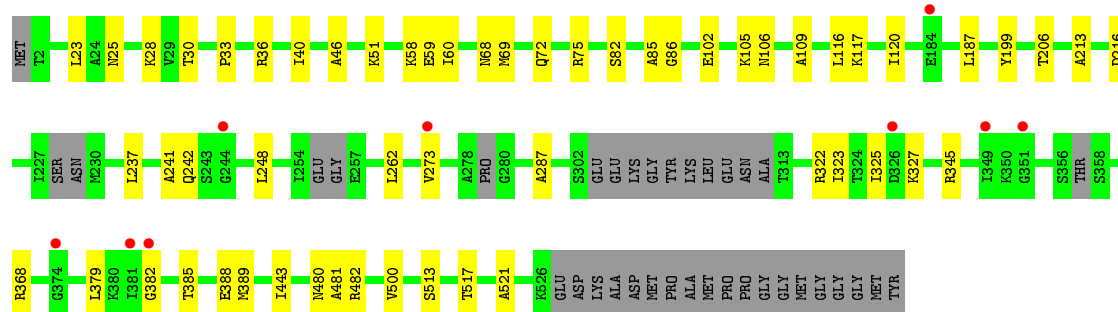 MET T2 L23 A24 N25 K28 V29 T30 P33 R36 I40 A46 K51 K58 E59 I60 N68 M69 Q72 R75 S82 A85 G86 E102 K105 N106 A109 L116 K117 I120 E184 L187 Y199 T206 A213
I227 SER ASN M230 L237 A241 Q242 S243 G244 L248 I254 GLU GLY E257 L262 V273 A278 PRO G280 A287 S302 GLU GLU LYS GLY TYR LYS LEU GLU ASN ALA T313 R322 I323 T324 I325 D326 K327 R345 I349 K350 G351 S356 THR S358
R368 G374 L379 K380 I381 G382 T385 E388 M389 I443 N480 A481 R482 V500 S513 T517 A521 K526 GLU ASP LYS ALA ASP MET PRO ALA MET PRO PRO GLY GLY GLY MET GLY GLY GLY MET TYR